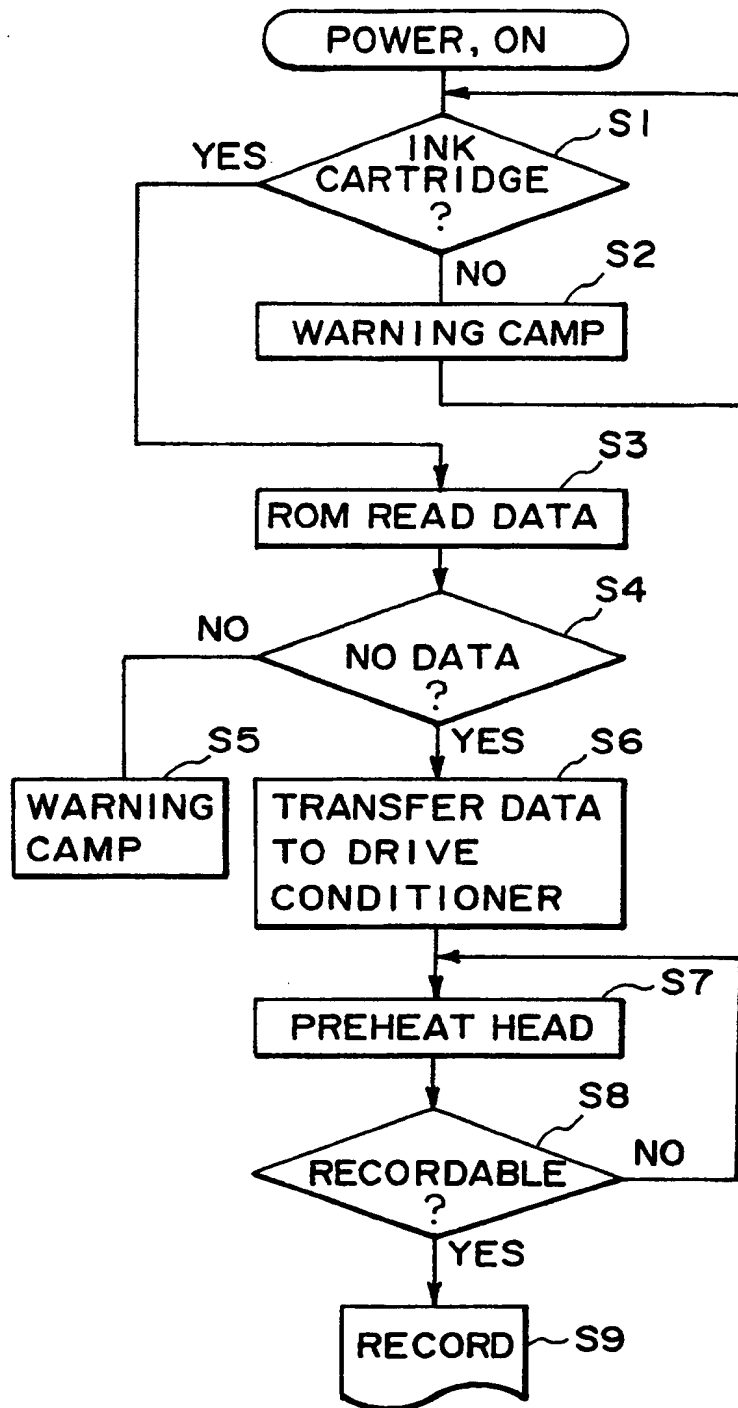 POWER, ON
S1
YES
INK
CARTRIDGE
?
NO
S2
WARNING CAMP
S3
ROM READ DATA
S4
NO
NO DATA
?
YES
S5
WARNING
CAMP
S6
TRANSFER DATA
TO DRIVE
CONDITIONER
S7
PREHEAT HEAD
S8
RECORDABLE
?
NO
YES
RECORD
S9